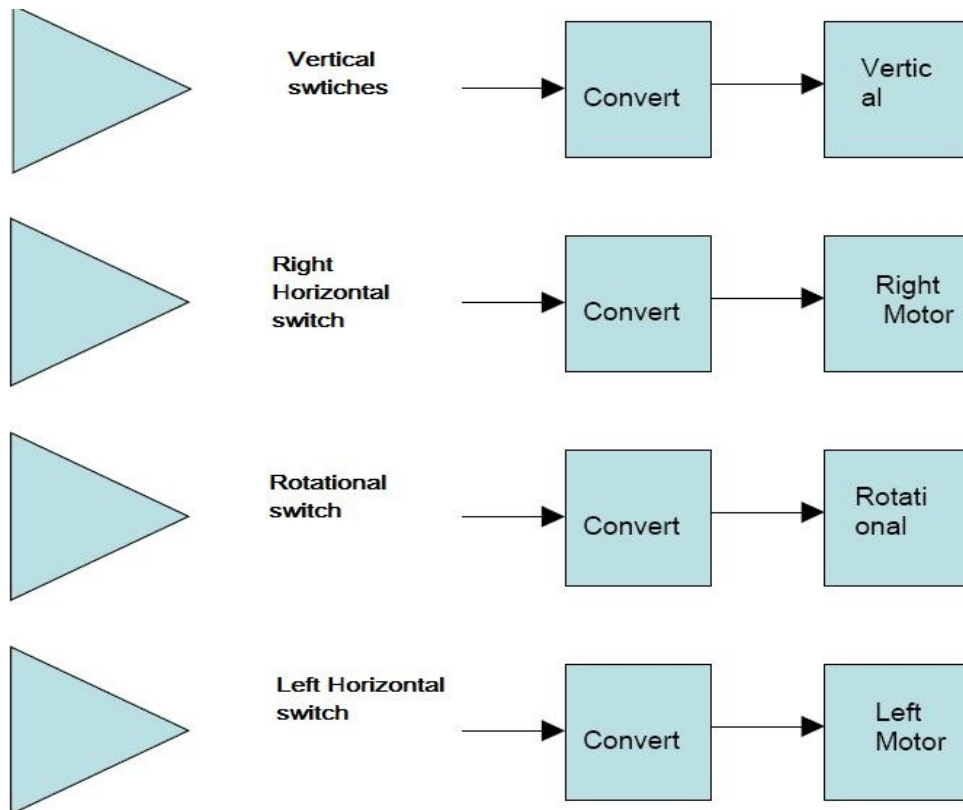 Vertical
swtiches
Convert
Vertic
al
Right
Horizontal
switch
Convert
Right
Motor
Rotational
switch
Convert
Rotati
onal
Left Horizontal
switch
Convert
Left
Motor